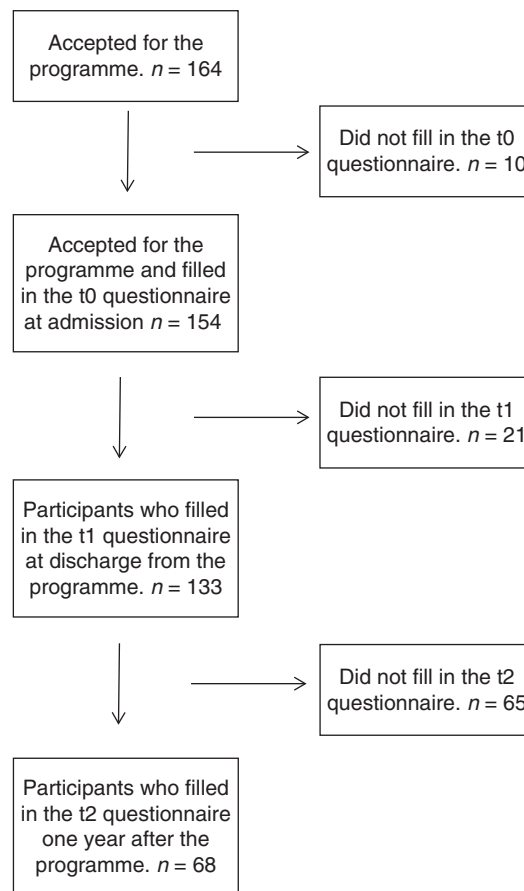 Accepted for the
programme. n = 164
Did not fill in the t0
questionnaire. n = 10
Accepted for the
programme and filled
in the t0 questionnaire
at admission n = 154
Did not fill in the t1
questionnaire. n = 21
Participants who filled
in the t1 questionnaire
at discharge from the
programme. n = 133
Did not fill in the t2
questionnaire. n = 65
Participants who filled
in the t2 questionnaire
one year after the
programme. n = 68